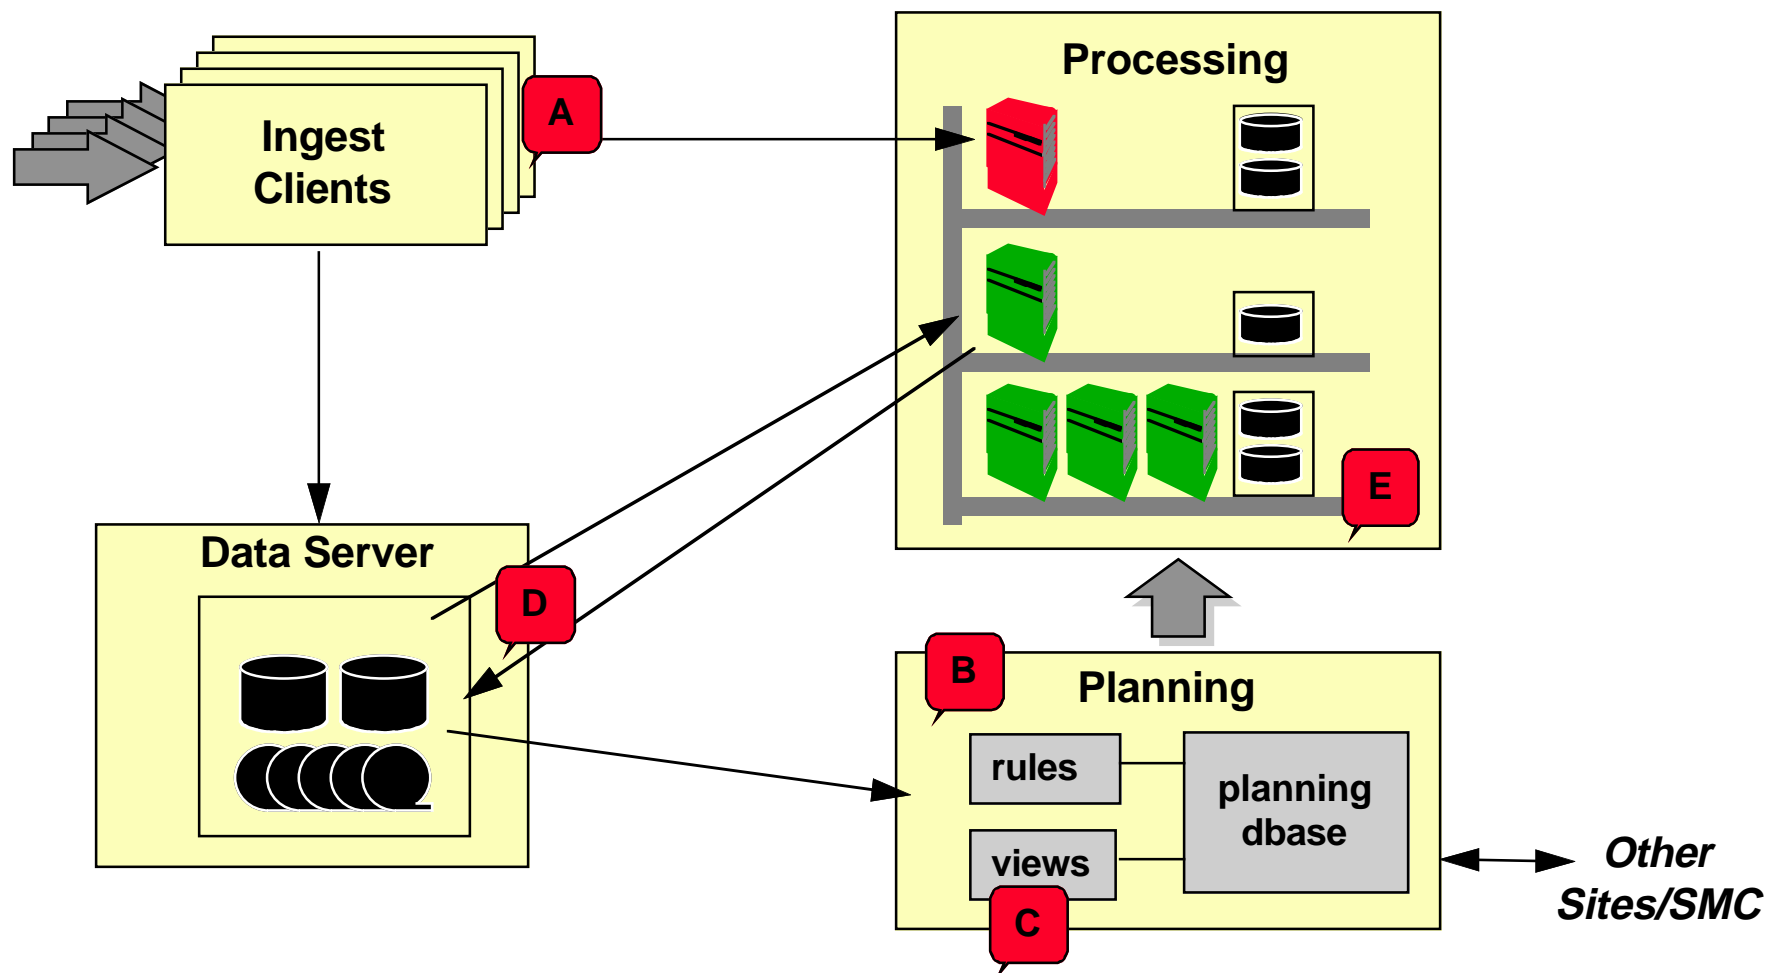 Processing
A
Ingest
Clients
E
Data Server
D
B
Planning
rules
planning
dbase
views
C
Other
Sites/SMC